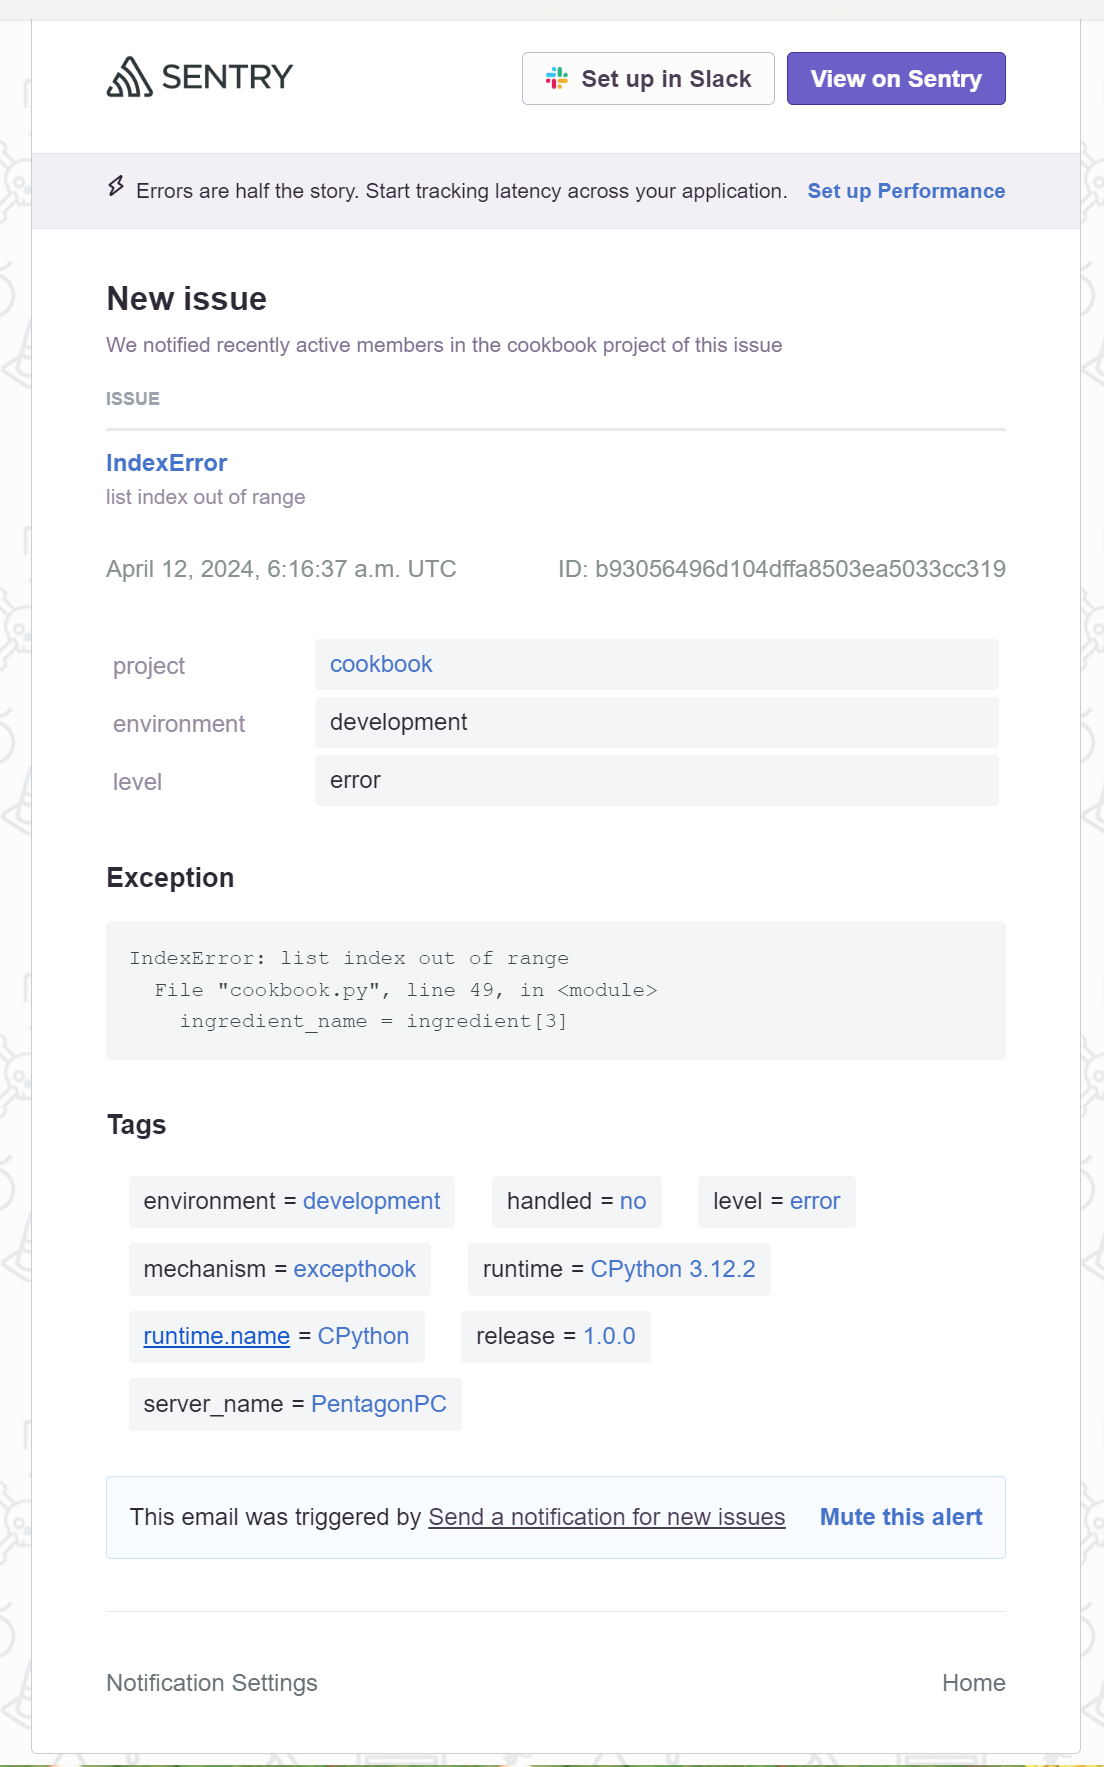 SENTRY
Set up in Slack
View on Sentry
Errors are half the story. Start tracking latency across your application. Set up Performance
New issue
We notified recently active members in the cookbook project of this issue
ISSUE
IndexError
list index out of range
April 12, 2024, 6:16:37 a.m. UTC ID: b93056496d104dffa8503ea5033cc319
project cookbook
environment development
level error
Exception
IndexError: list index out of range
  File "cookbook.py", line 49, in <module>
    ingredient_name = ingredient[3]
Tags
environment = development handled = no level = error
mechanism = excepthook runtime = CPython 3.12.2
runtime.name = CPython release = 1.0.0
server_name = PentagonPC
This email was triggered by Send a notification for new issues Mute this alert
Notification Settings Home